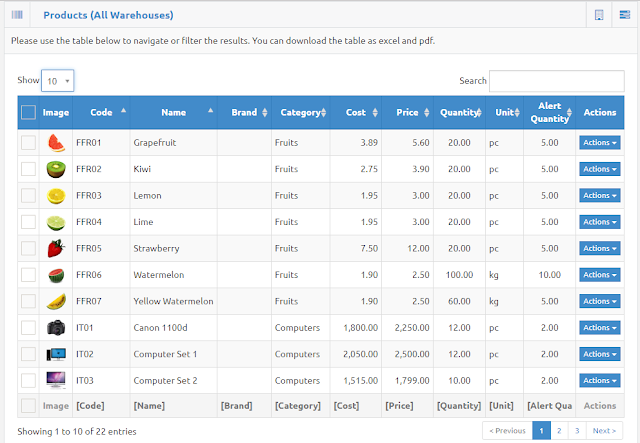 Products (All Warehouses)
Please use the table below to navigate or filter the results. You can download the table as excel and pdf.
Show 10 Search
Image Code Name Brand Category Cost Price Quantity Unit Alert Quantity Actions
FFR01 Grapefruit Fruits 3.89 5.60 20.00 pc 5.00 Actions
FFR02 Kiwi Fruits 2.75 3.90 20.00 pc 5.00 Actions
FFR03 Lemon Fruits 1.95 3.00 20.00 pc 5.00 Actions
FFR04 Lime Fruits 1.95 3.00 20.00 pc 5.00 Actions
FFR05 Strawberry Fruits 7.50 12.00 20.00 pc 5.00 Actions
FFR06 Watermelon Fruits 1.90 2.50 100.00 kg 10.00 Actions
FFR07 Yellow Watermelon Fruits 1.90 2.50 60.00 kg 5.00 Actions
IT01 Canon 1100d Computers 1,800.00 2,250.00 12.00 pc 2.00 Actions
IT02 Computer Set 1 Computers 2,050.00 2,500.00 12.00 pc 2.00 Actions
IT03 Computer Set 2 Computers 1,515.00 1,799.00 10.00 pc 2.00 Actions
Image [Code] [Name] [Brand] [Category] [Cost] [Price] [Quantity] [Unit] [Alert Qua Actions
Showing 1 to 10 of 22 entries < Previous 1 2 3 Next >